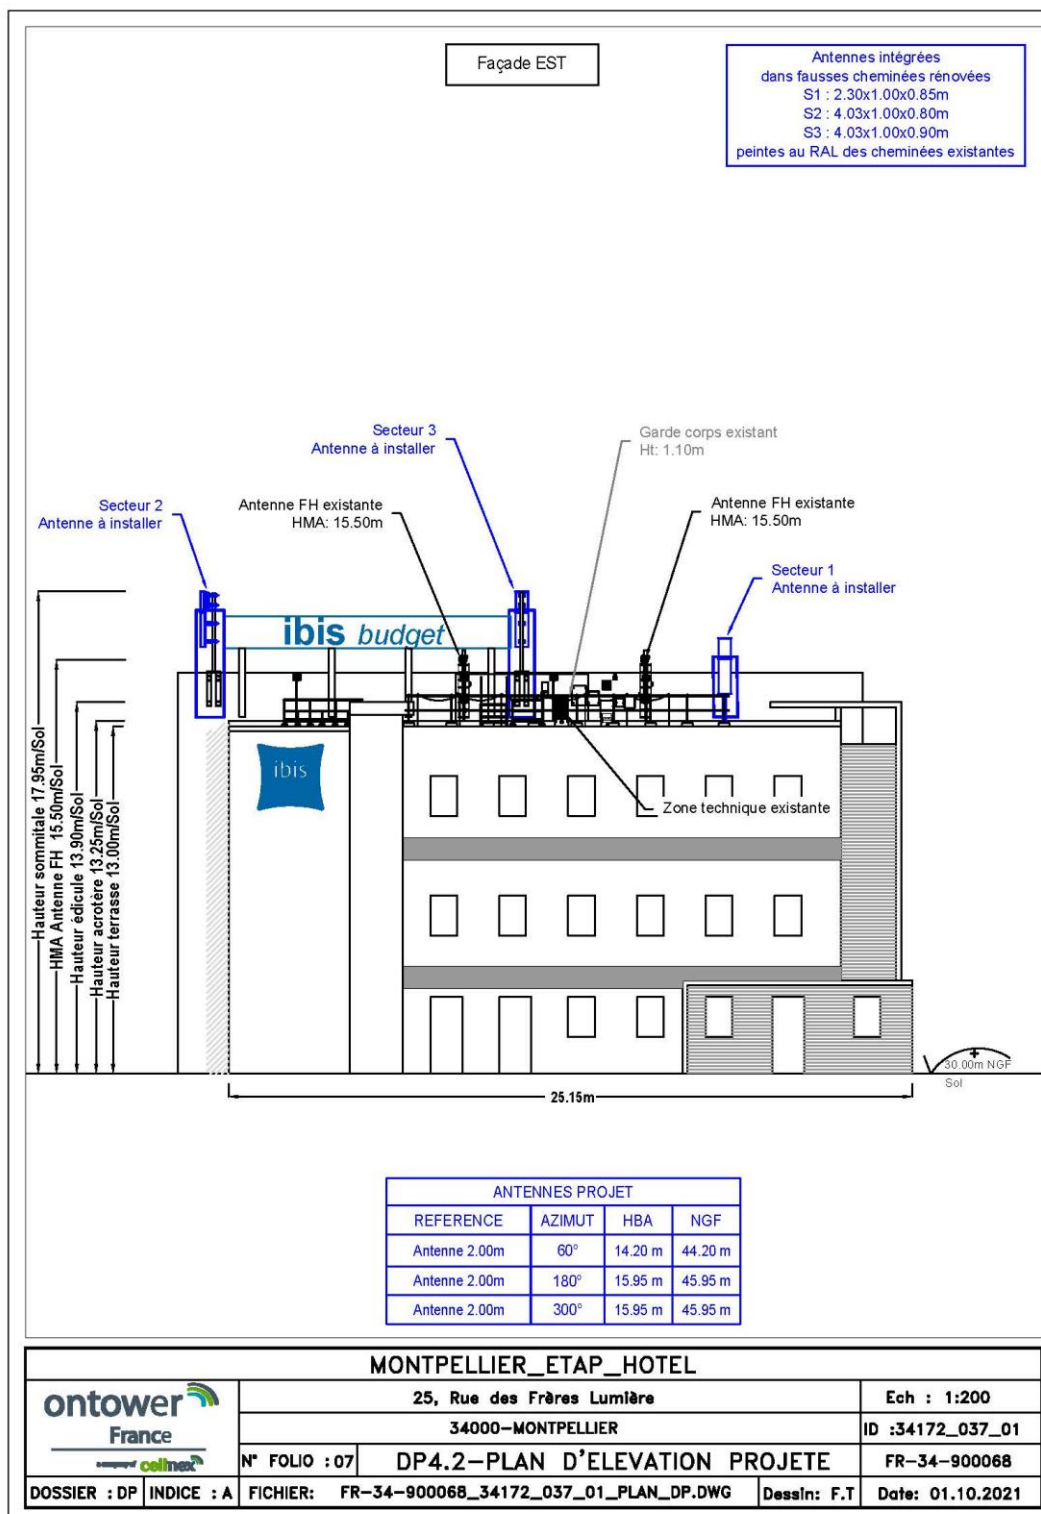 Façade EST
Antennes intégrées
dans fausses cheminées rénovées
S1 : 2.30x1.00x0.85m
S2 : 4.03x1.00x0.80m
S3 : 4.03x1.00x0.90m
peintes au RAL des cheminées existantes
Secteur 3
Antenne à installer
Garde corps existant
Ht: 1.10m
Secteur 2
Antenne à installer
Antenne FH existante
HMA: 15.50m
Antenne FH existante
HMA: 15.50m
Secteur 1
Antenne à installer
ibis budget
ibis
Zone technique existante
Hauteur sommitale 17.95m/Sol
HMA Antenne FH 15.50m/Sol
Hauteur édicule 13.90m/Sol
Hauteur acrotère 13.25m/Sol
Hauteur terrasse 13.00m/Sol
30.00m NGF
Sol
25.15m
ANTENNES PROJET
REFERENCE AZIMUT HBA NGF
Antenne 2.00m 60° 14.20 m 44.20 m
Antenne 2.00m 180° 15.95 m 45.95 m
Antenne 2.00m 300° 15.95 m 45.95 m
MONTPELLIER_ETAP_HOTEL
ontower
France
cellnex
25, Rue des Frères Lumière
Ech : 1:200
34000-MONTPELLIER
ID :34172_037_01
N° FOLIO : 07
DP4.2-PLAN D'ELEVATION PROJETE
FR-34-900068
DOSSIER : DP
INDICE : A
FICHIER: FR-34-900068_34172_037_01_PLAN_DP.DWG
Dessin: F.T
Date: 01.10.2021